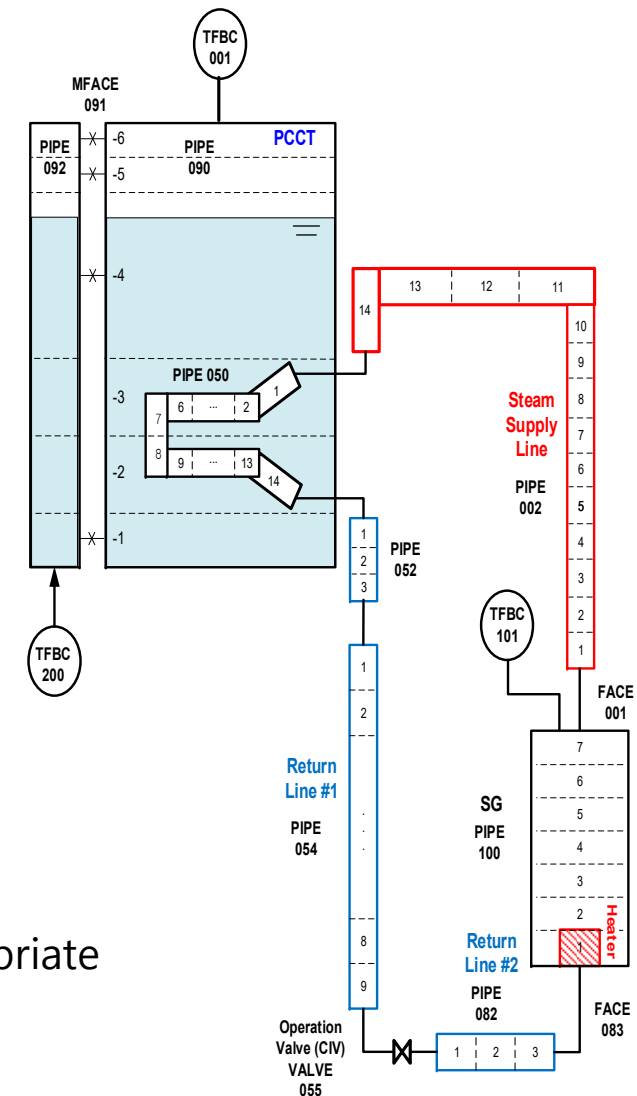 TFBC
001
MFACE
091
PIPE
092
-6
-5
-4
-3
-2
-1
PIPE
090
PCCT
PIPE 050
1
6 ... 2
7
8
9 ... 13
14
14
13 12 11
10
9
8
7
6
5
4
3
2
1
Steam
Supply
Line
PIPE
002
1
2
3
PIPE
052
TFBC
200
TFBC
101
FACE
001
1
2
.
.
.
8
9
Return
Line #1
PIPE
054
7
6
5
4
3
2
1
SG
PIPE
100
Heater
priate
Return
Line #2
PIPE
082
1 2 3
FACE
083
Operation
Valve (CIV)
VALVE
055